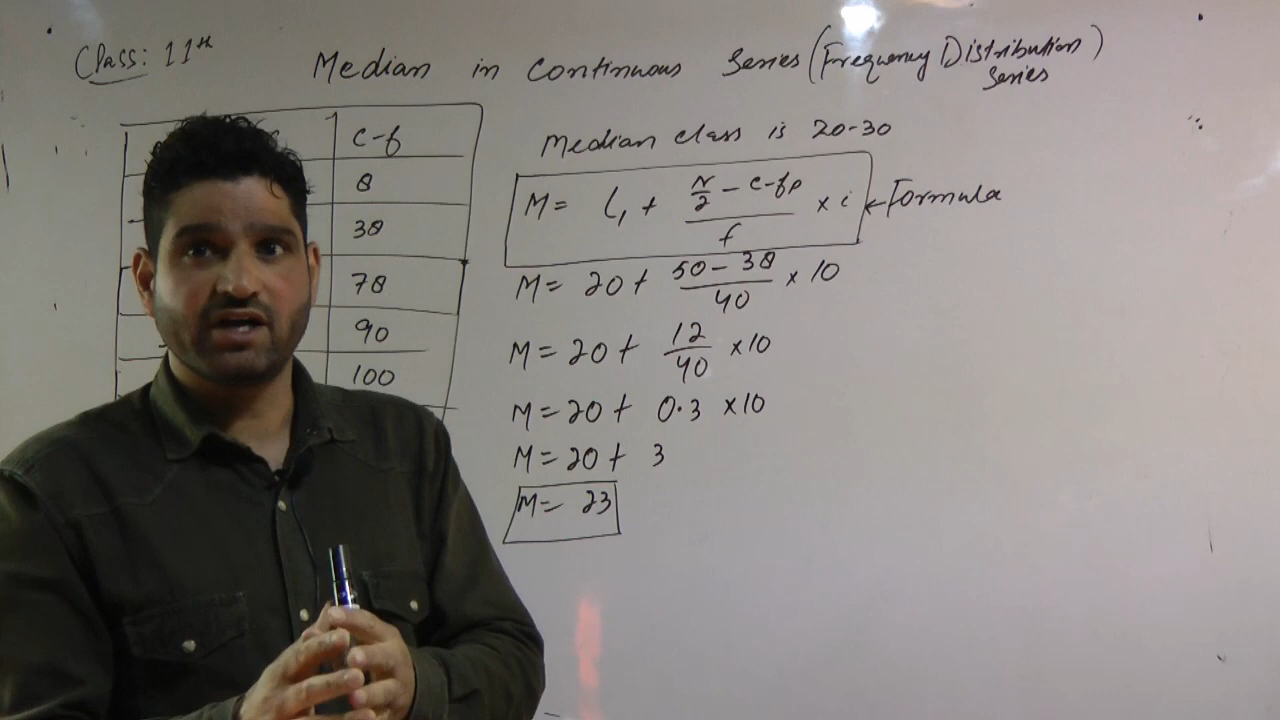 Class: 11th
Median in Continuous Series (Frequency Distribution Series)
c-f
8
38
78
90
100
Median class is 20-30
M = l₁ + (N/2 - c-fp)/f × i ← Formula
M = 20 + (50 - 38)/40 × 10
M = 20 + 12/40 × 10
M = 20 + 0.3 × 10
M = 20 + 3
M = 23